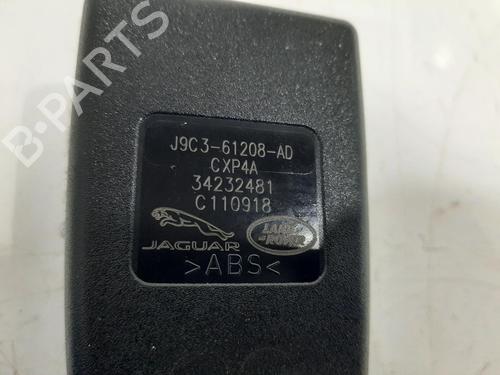 B-PARTS
J9C3-61208-AD
CXP4A
34232481
C110918
JAGUAR
LAND
ROVER
>ABS<